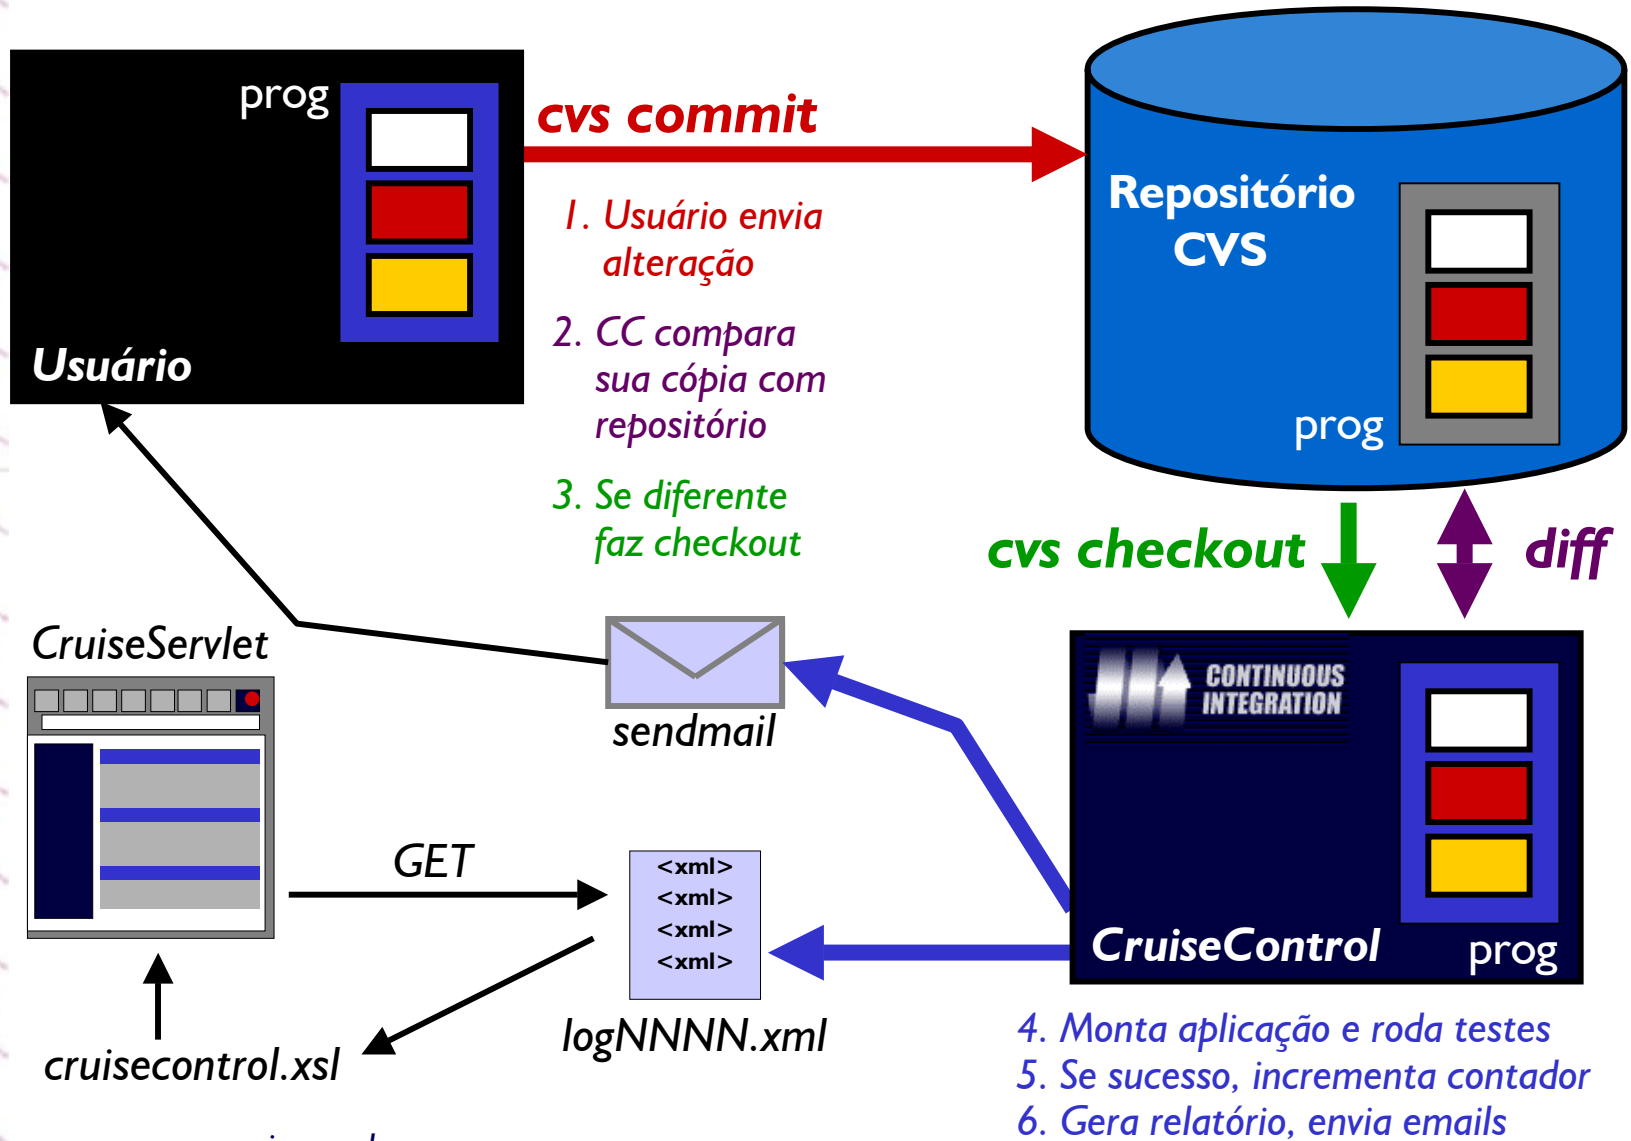 prog
Usuário
cvs commit
Repositório
CVS
prog
1. Usuário envia
alteração
2. CC compara
sua cópia com
repositório
3. Se diferente
faz checkout
cvs checkout
diff
CruiseServlet
sendmail
CONTINUOUS
INTEGRATION
CruiseControl
prog
GET
<xml>
<xml>
<xml>
<xml>
logNNNN.xml
cruisecontrol.xsl
4. Monta aplicação e roda testes
5. Se sucesso, incrementa contador
6. Gera relatório, envia emails